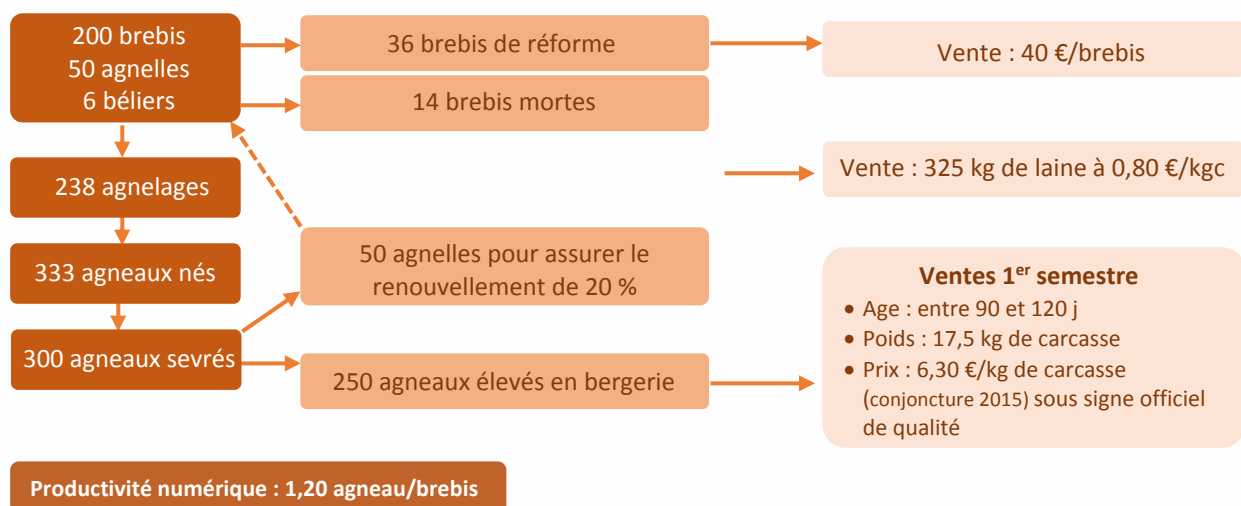 200 brebis
50 agnelles
6 béliers
36 brebis de réforme
Vente : 40 €/brebis
14 brebis mortes
238 agnelages
Vente : 325 kg de laine à 0,80 €/kgc
333 agneaux nés
50 agnelles pour assurer le
renouvellement de 20 %
300 agneaux sevrés
250 agneaux élevés en bergerie
Ventes 1er semestre
• Age : entre 90 et 120 j
• Poids : 17,5 kg de carcasse
• Prix : 6,30 €/kg de carcasse
(conjoncture 2015) sous signe officiel
de qualité
Productivité numérique : 1,20 agneau/brebis